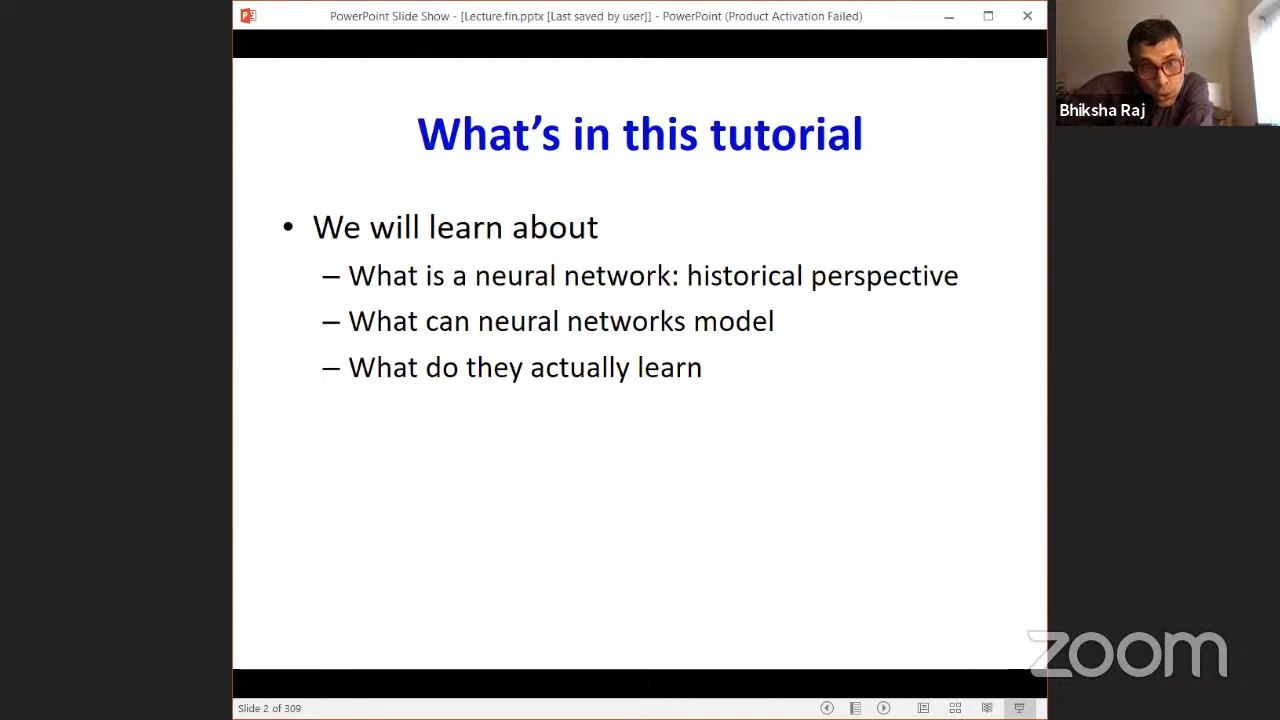 PowerPoint Slide Show - [Lecture.fin.pptx [Last saved by user]] - PowerPoint (Product Activation Failed)
Bhiksha Raj
What's in this tutorial
• We will learn about
– What is a neural network: historical perspective
– What can neural networks model
– What do they actually learn
zoom
Slide 2 of 309